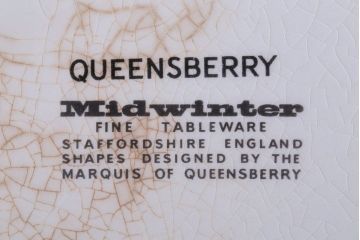 QUEENSBERRY
Midwinter
FINE TABLEWARE
STAFFORDSHIRE ENGLAND
SHAPES DESIGNED BY THE
MARQUIS OF QUEENSBERRY